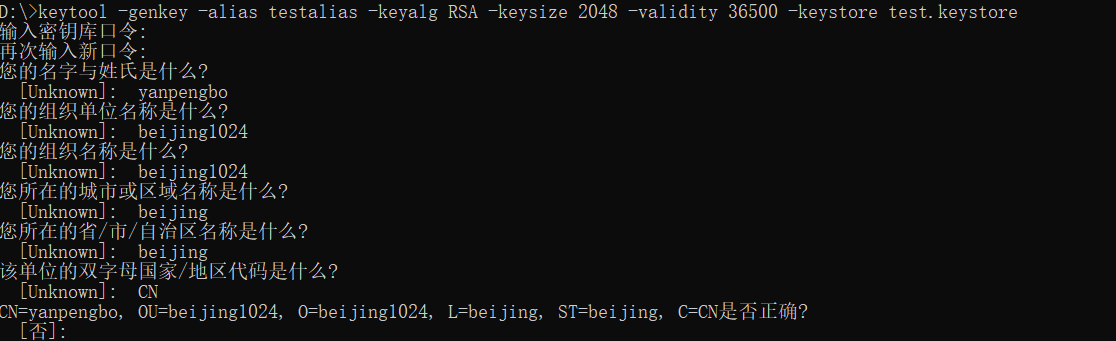 D:\>keytool -genkey -alias testalias -keyalg RSA -keysize 2048 -validity 36500 -keystore test.keystore
输入密钥库口令:
再次输入新口令:
您的名字与姓氏是什么?
[Unknown]:  yanpengbo
您的组织单位名称是什么?
[Unknown]:  beijing1024
您的组织名称是什么?
[Unknown]:  beijing1024
您所在的城市或区域名称是什么?
[Unknown]:  beijing
您所在的省/市/自治区名称是什么?
[Unknown]:  beijing
该单位的双字母国家/地区代码是什么?
[Unknown]:  CN
CN=yanpengbo, OU=beijing1024, O=beijing1024, L=beijing, ST=beijing, C=CN是否正确?
[否]: